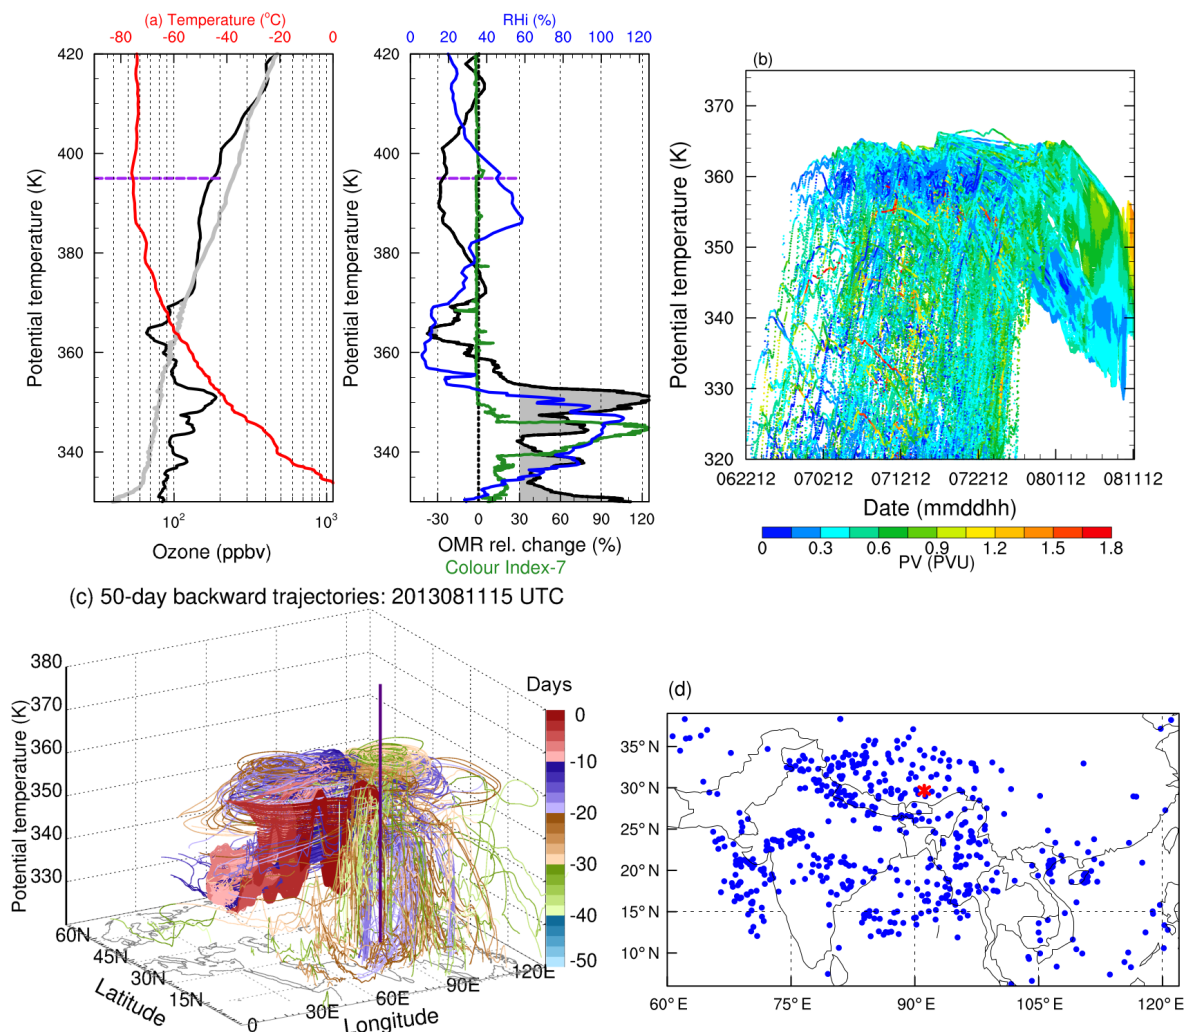 (a) Temperature (°C)
-80 -60 -40 -20 0
420
400
380
360
340
Potential temperature (K)
10² 10³
Ozone (ppbv)
RHi (%)
0 20 40 60 80 100 120
420
400
380
360
340
Potential temperature (K)
-30 0 30 60 90 120
OMR rel. change (%)
Colour Index-7
(b)
370
360
350
340
330
320
Potential temperature (K)
062212 070212 071212 072212 080112 081112
Date (mmddhh)
0 0.3 0.6 0.9 1.2 1.5 1.8
PV (PVU)
(c) 50-day backward trajectories: 2013081115 UTC
380
370
360
350
340
330
Potential temperature (K)
60N
45N
30N
15N
0
Latitude
30E
60E
90E
120E
Longitude
Days
0
-10
-20
-30
-40
-50
(d)
35°N
30°N
25°N
20°N
15°N
10°N
60°E 75°E 90°E 105°E 120°E